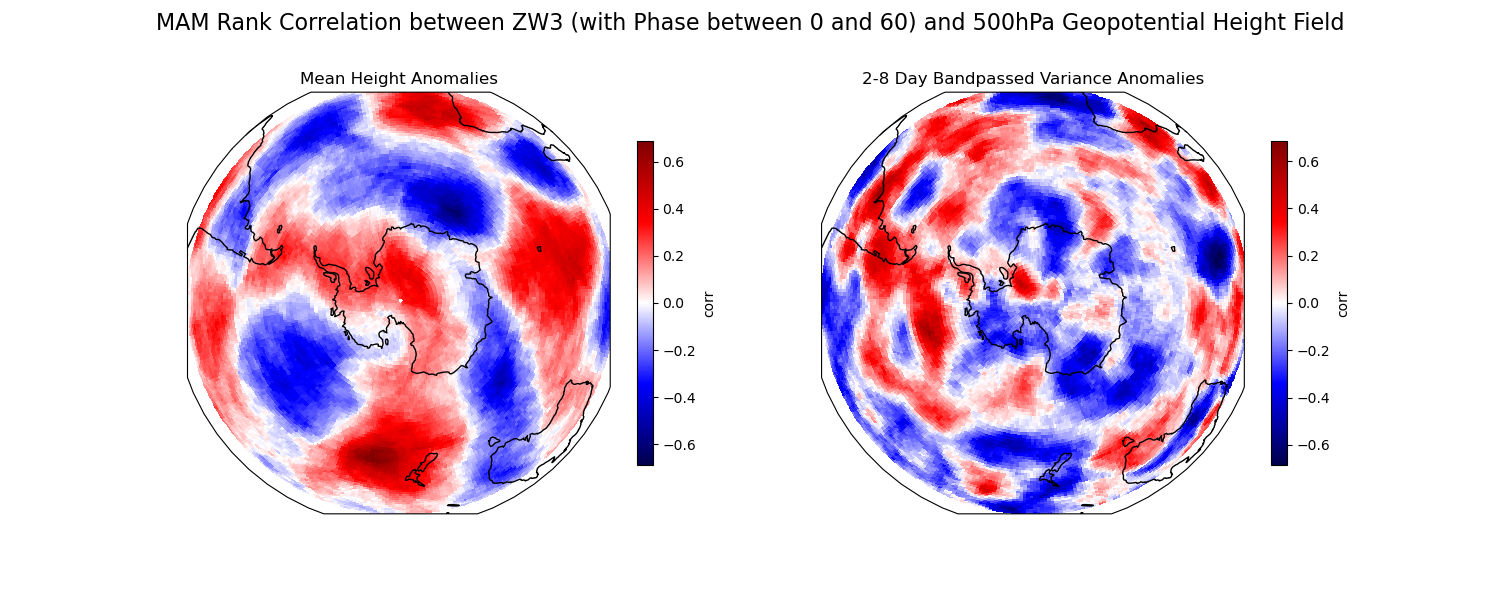 MAM Rank Correlation between ZW3 (with Phase between 0 and 60) and 500hPa Geopotential Height Field
Mean Height Anomalies
0.6
0.4
0.2
0.0
−0.2
−0.4
−0.6
corr
2-8 Day Bandpassed Variance Anomalies
0.6
0.4
0.2
0.0
−0.2
−0.4
−0.6
corr